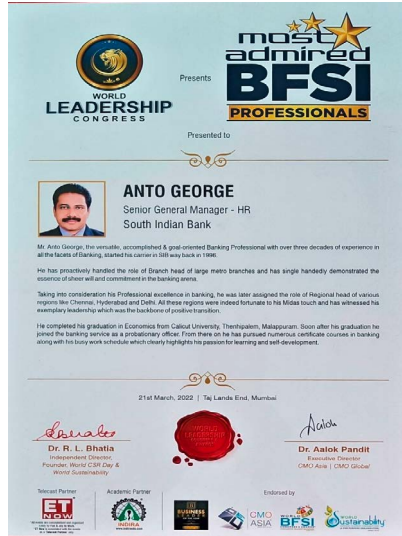 most
admired
BFSI
PROFESSIONALS
WORLD
LEADERSHIP
CONGRESS
Presents
Presented to
ANTO GEORGE
Senior General Manager - HR
South Indian Bank
Mr. Anto George, the versatile, accomplished & goal-oriented Banking Professional with over three decades of experience in
all the facets of Banking, started his carrier in SIB way back in 1996.
He has proactively handled the role of Branch head of large metro branches and has single handedly demonstrated the
essence of sheer will and commitment in the banking arena.
Taking into consideration his Professional excellence in banking, he was later assigned the role of Regional head of various
regions like Chennai, Hyderabad and Delhi. All these regions were indeed fortunate to his Midas touch and has witnessed his
exemplary leadership which was the backbone of positive transition.
He completed his graduation in Economics from Calicut University, Thenhipalem, Malappuram. Soon after his graduation he
joined the banking service as a probationary officer. From there on he has pursued numerous certificate courses in banking
along with his busy work schedule which clearly highlights his passion for learning and self-development.
21st March, 2022 | Taj Lands End, Mumbai
WORLD
LEADERSHIP
Aalok
Dr. R. L. Bhatia
Independent Director,
Founder, World CSR Day &
World Sustainability
Dr. Aalok Pandit
Executive Director
CMO Asia | CMO Global
Telecast Partner
Academic Partner
Endorsed by
ET
NOW
INDIRA
BUSINESS
LEADER
CMO
ASIA
WORLD
BFSI
WORLD
Sustainability